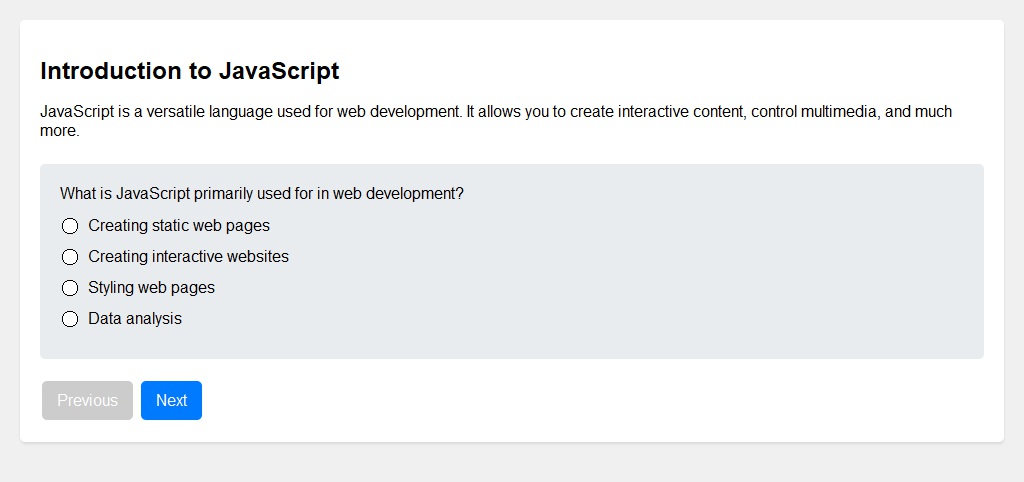 Introduction to JavaScript
JavaScript is a versatile language used for web development. It allows you to create interactive content, control multimedia, and much
more.
What is JavaScript primarily used for in web development?
Creating static web pages
Creating interactive websites
Styling web pages
Data analysis
Previous Next